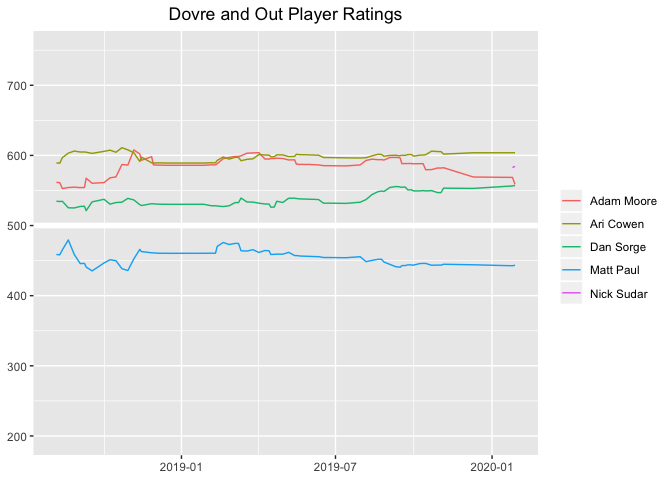 Dovre and Out Player Ratings
700
600
500
400
300
200
2019-01
2019-07
2020-01
Adam Moore
Ari Cowen
Dan Sorge
Matt Paul
Nick Sudar